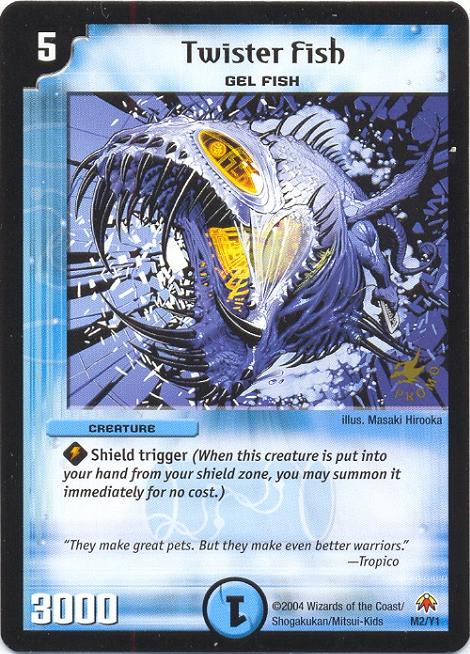 5
Twister Fish
GEL FISH
PROMO
illus. Masaki Hirooka
CREATURE
Shield trigger (When this creature is put into
your hand from your shield zone, you may summon it
immediately for no cost.)
"They make great pets. But they make even better warriors."
—Tropico
3000
1
©2004 Wizards of the Coast/
Shogakukan/Mitsui-Kids
M2/Y1